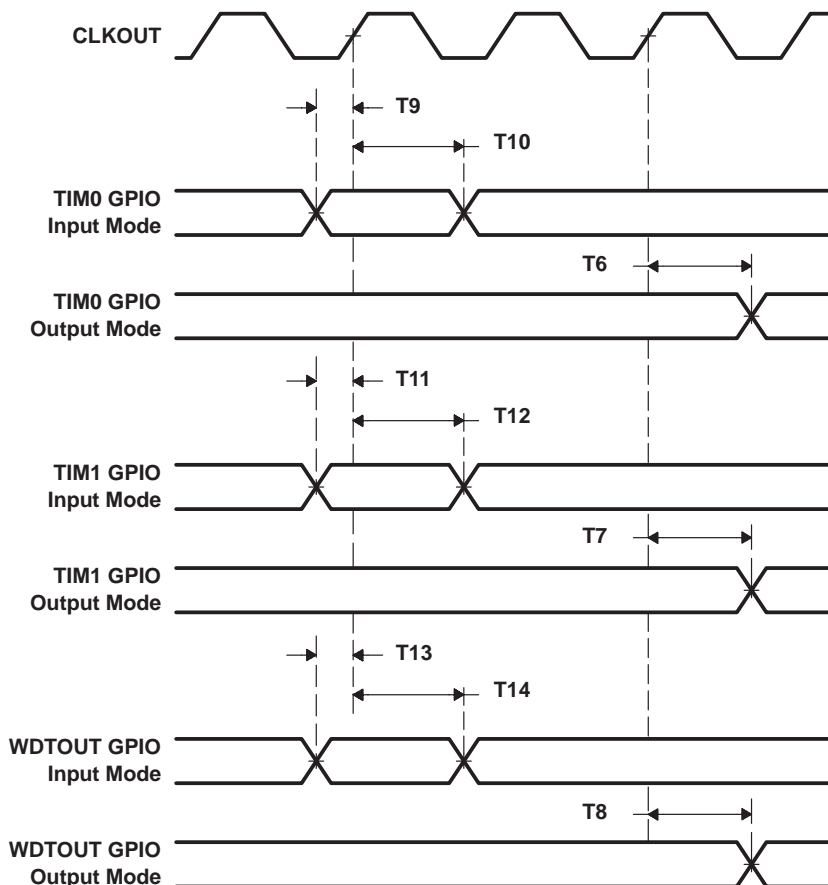 CLKOUT
T9
T10
TIM0 GPIO
Input Mode
T6
TIM0 GPIO
Output Mode
T11
T12
TIM1 GPIO
Input Mode
T7
TIM1 GPIO
Output Mode
T13
T14
WDTOUT GPIO
Input Mode
T8
WDTOUT GPIO
Output Mode